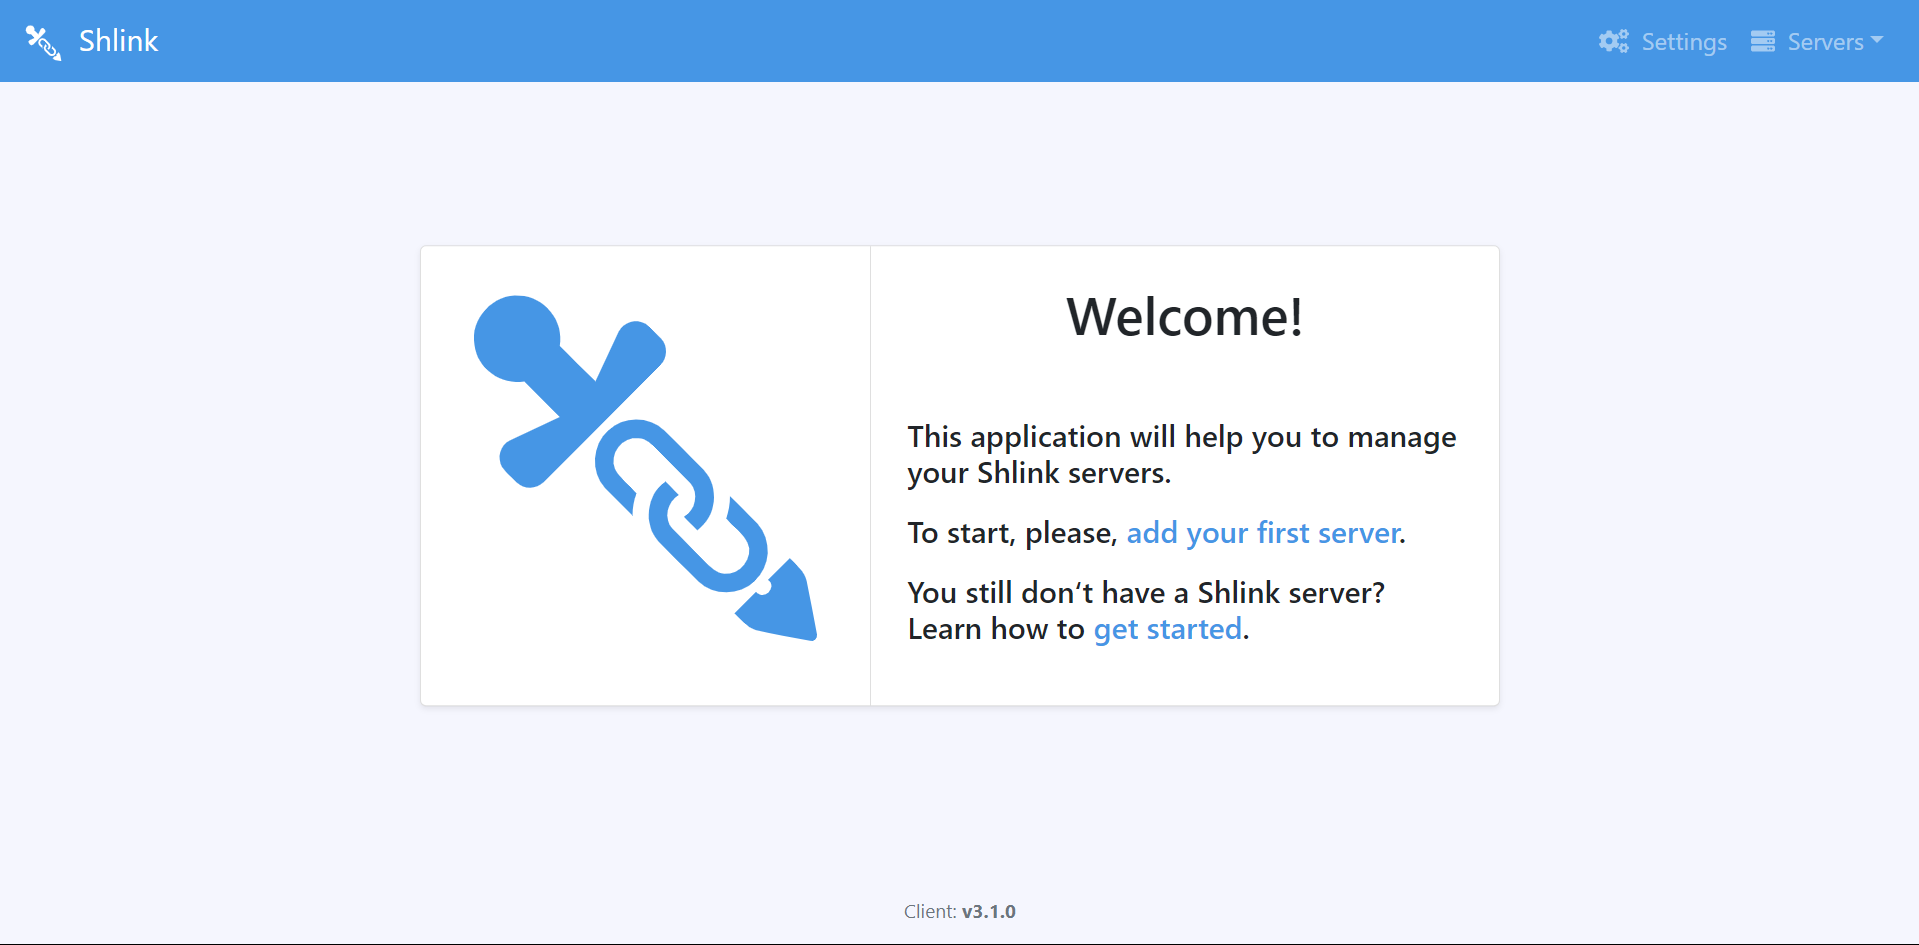 Shlink
Settings
Servers
Welcome!
This application will help you to manage
your Shlink servers.
To start, please, add your first server.
You still don‘t have a Shlink server?
Learn how to get started.
Client: v3.1.0